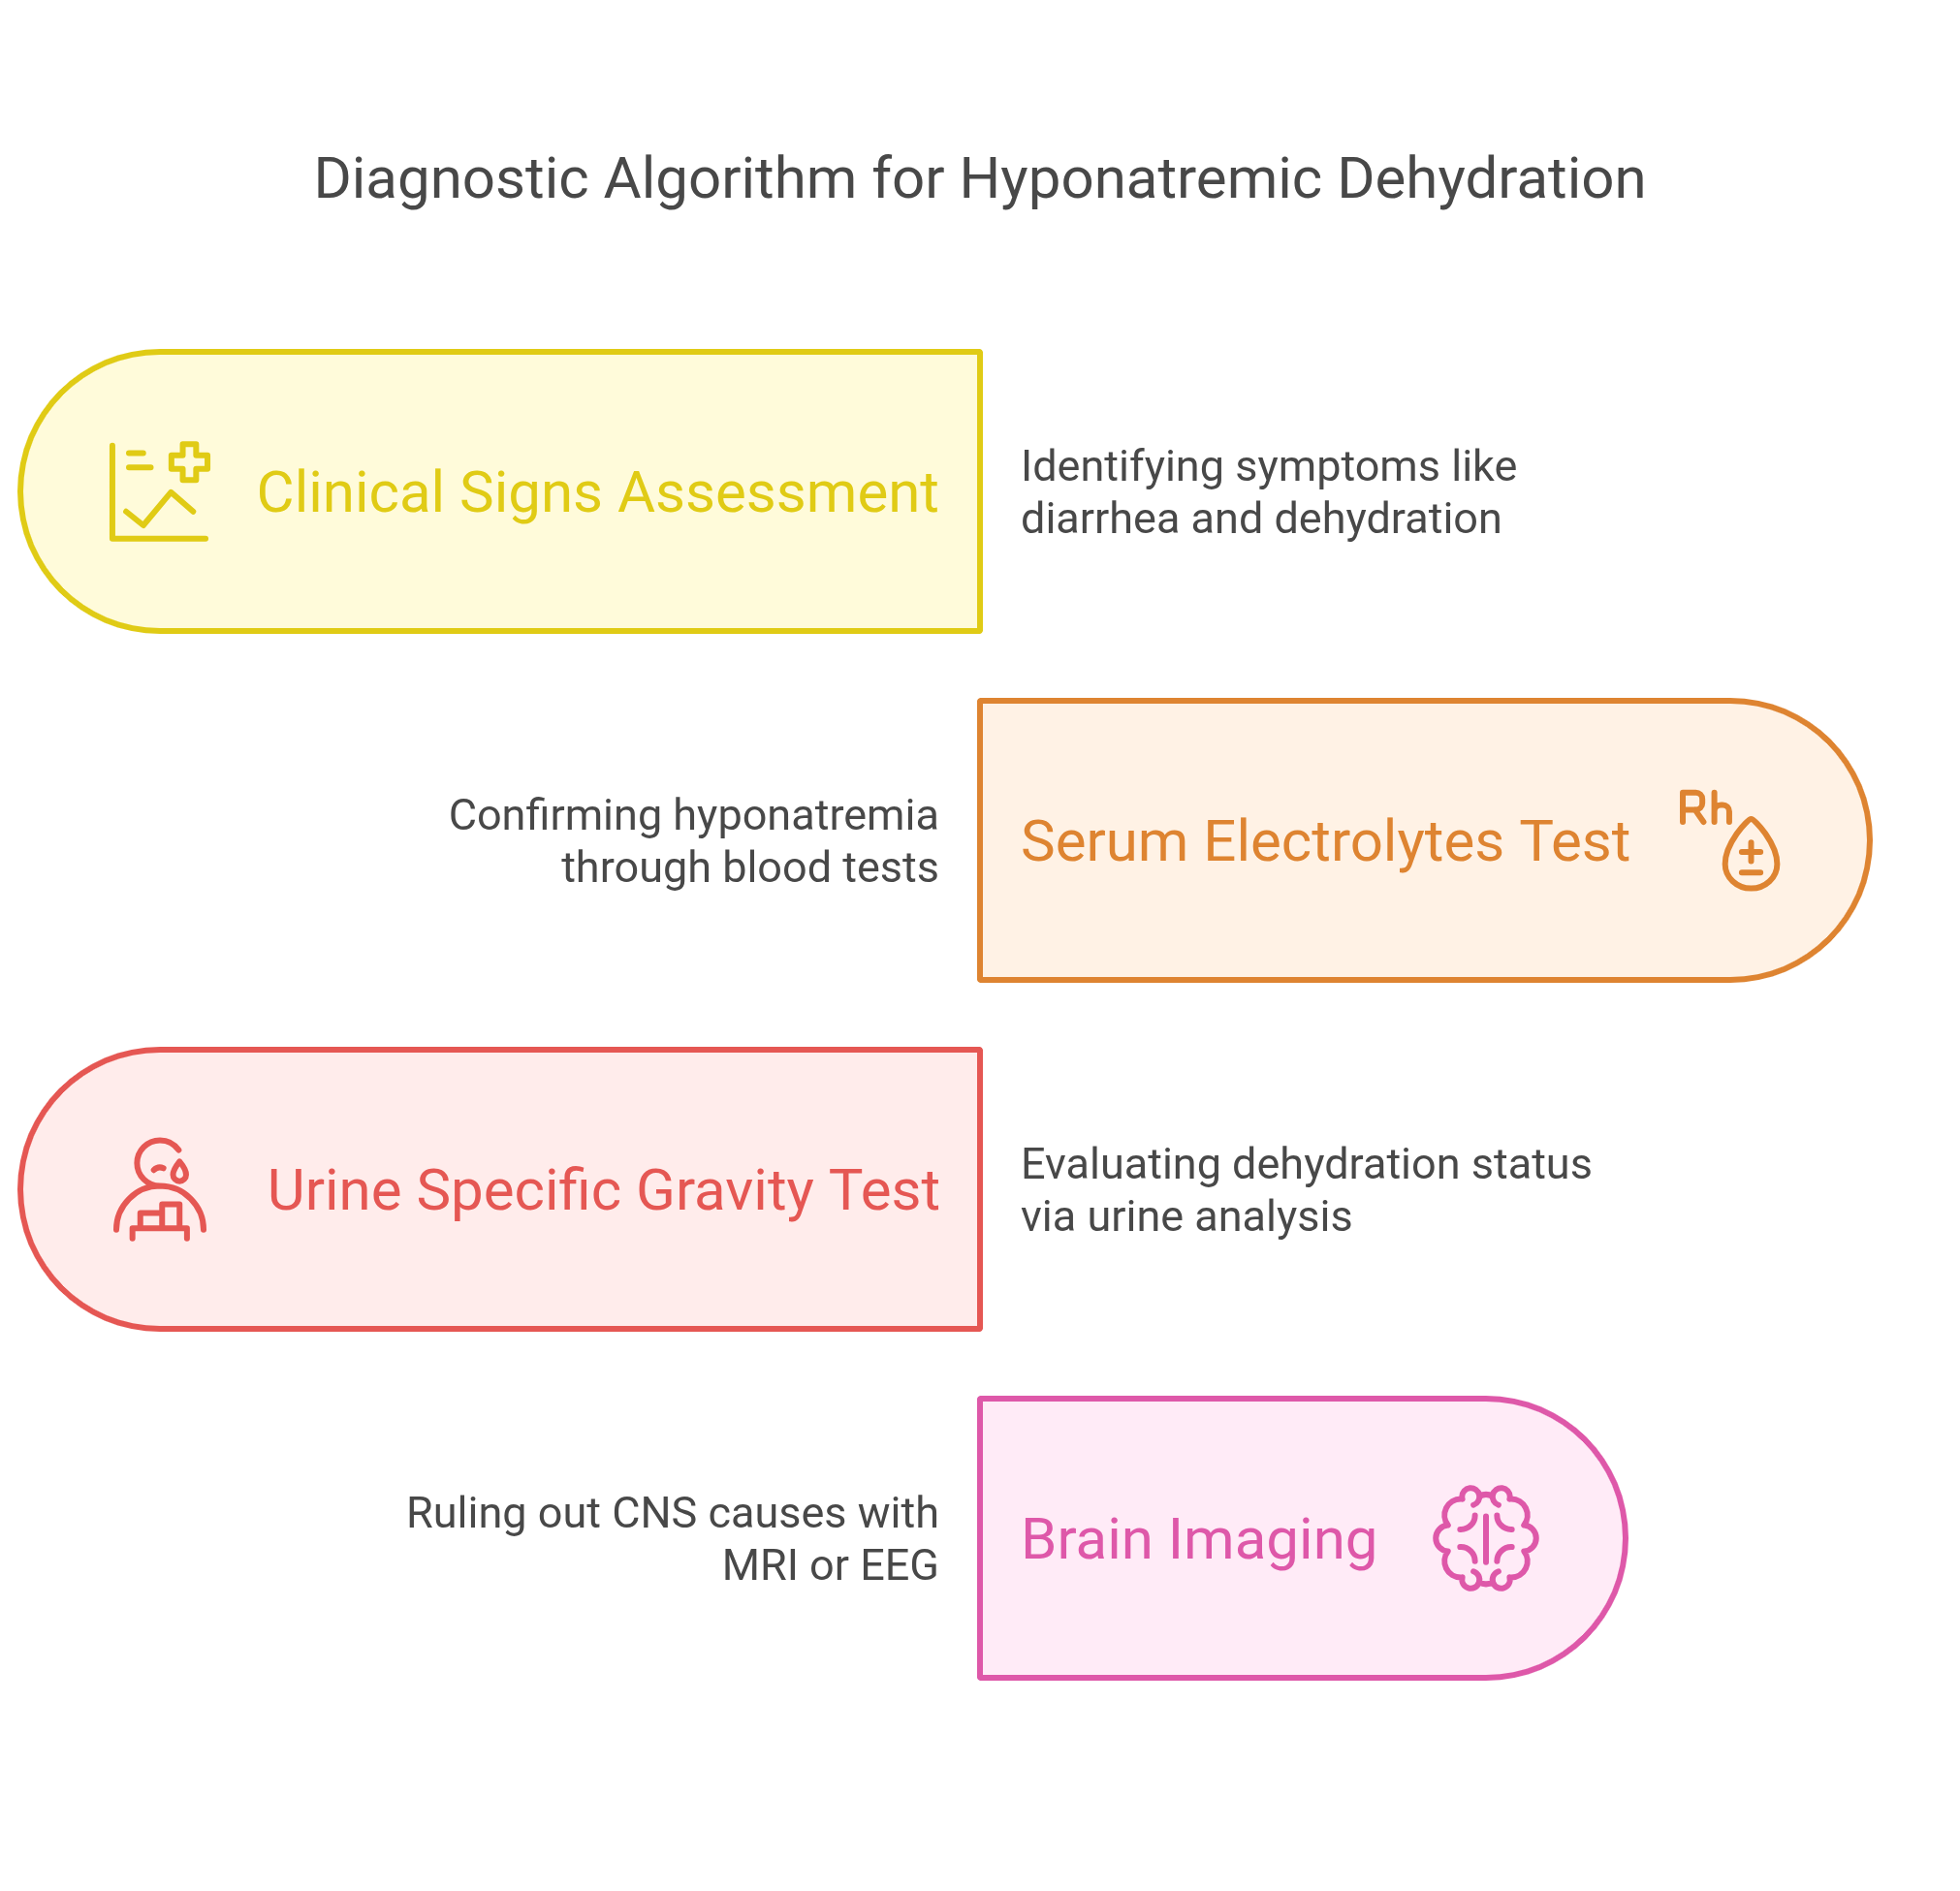 Diagnostic Algorithm for Hyponatremic Dehydration
Clinical Signs Assessment
Identifying symptoms like
diarrhea and dehydration
Confirming hyponatremia
through blood tests
Serum Electrolytes Test
Rh
Urine Specific Gravity Test
Evaluating dehydration status
via urine analysis
Ruling out CNS causes with
MRI or EEG
Brain Imaging